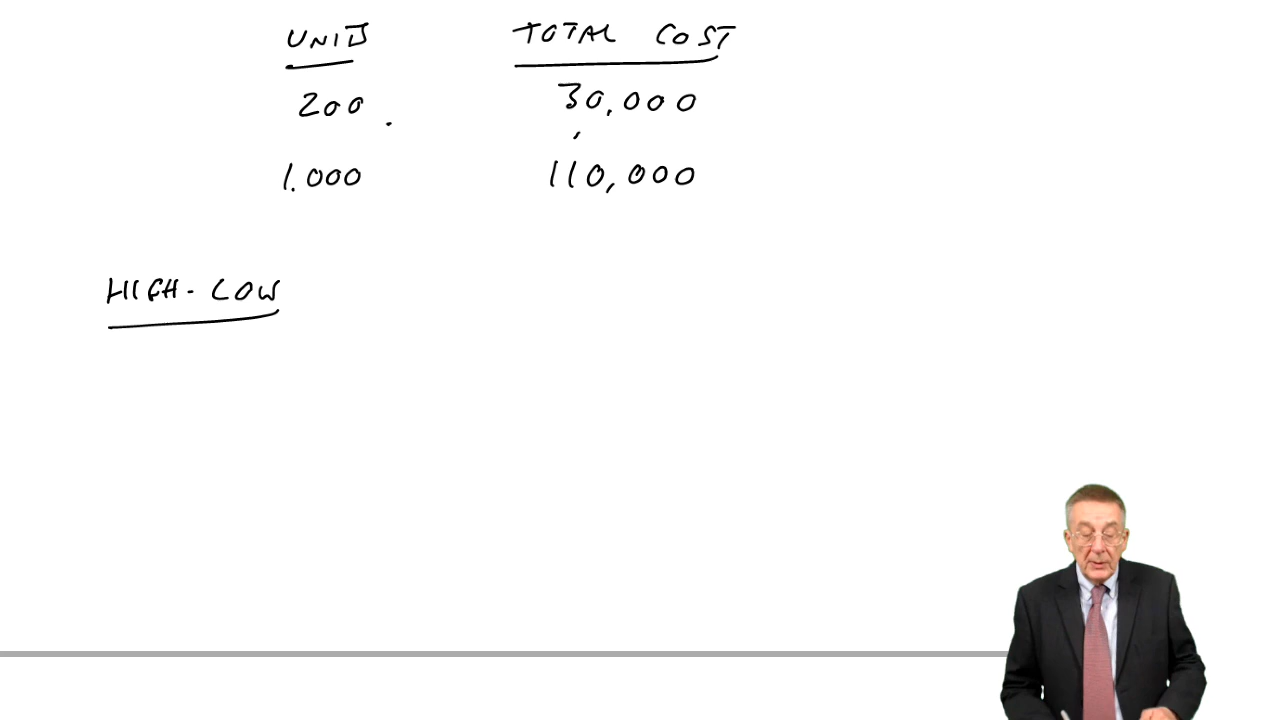 UNITS TOTAL COST
200 30,000
1.000 110,000
HIGH-LOW